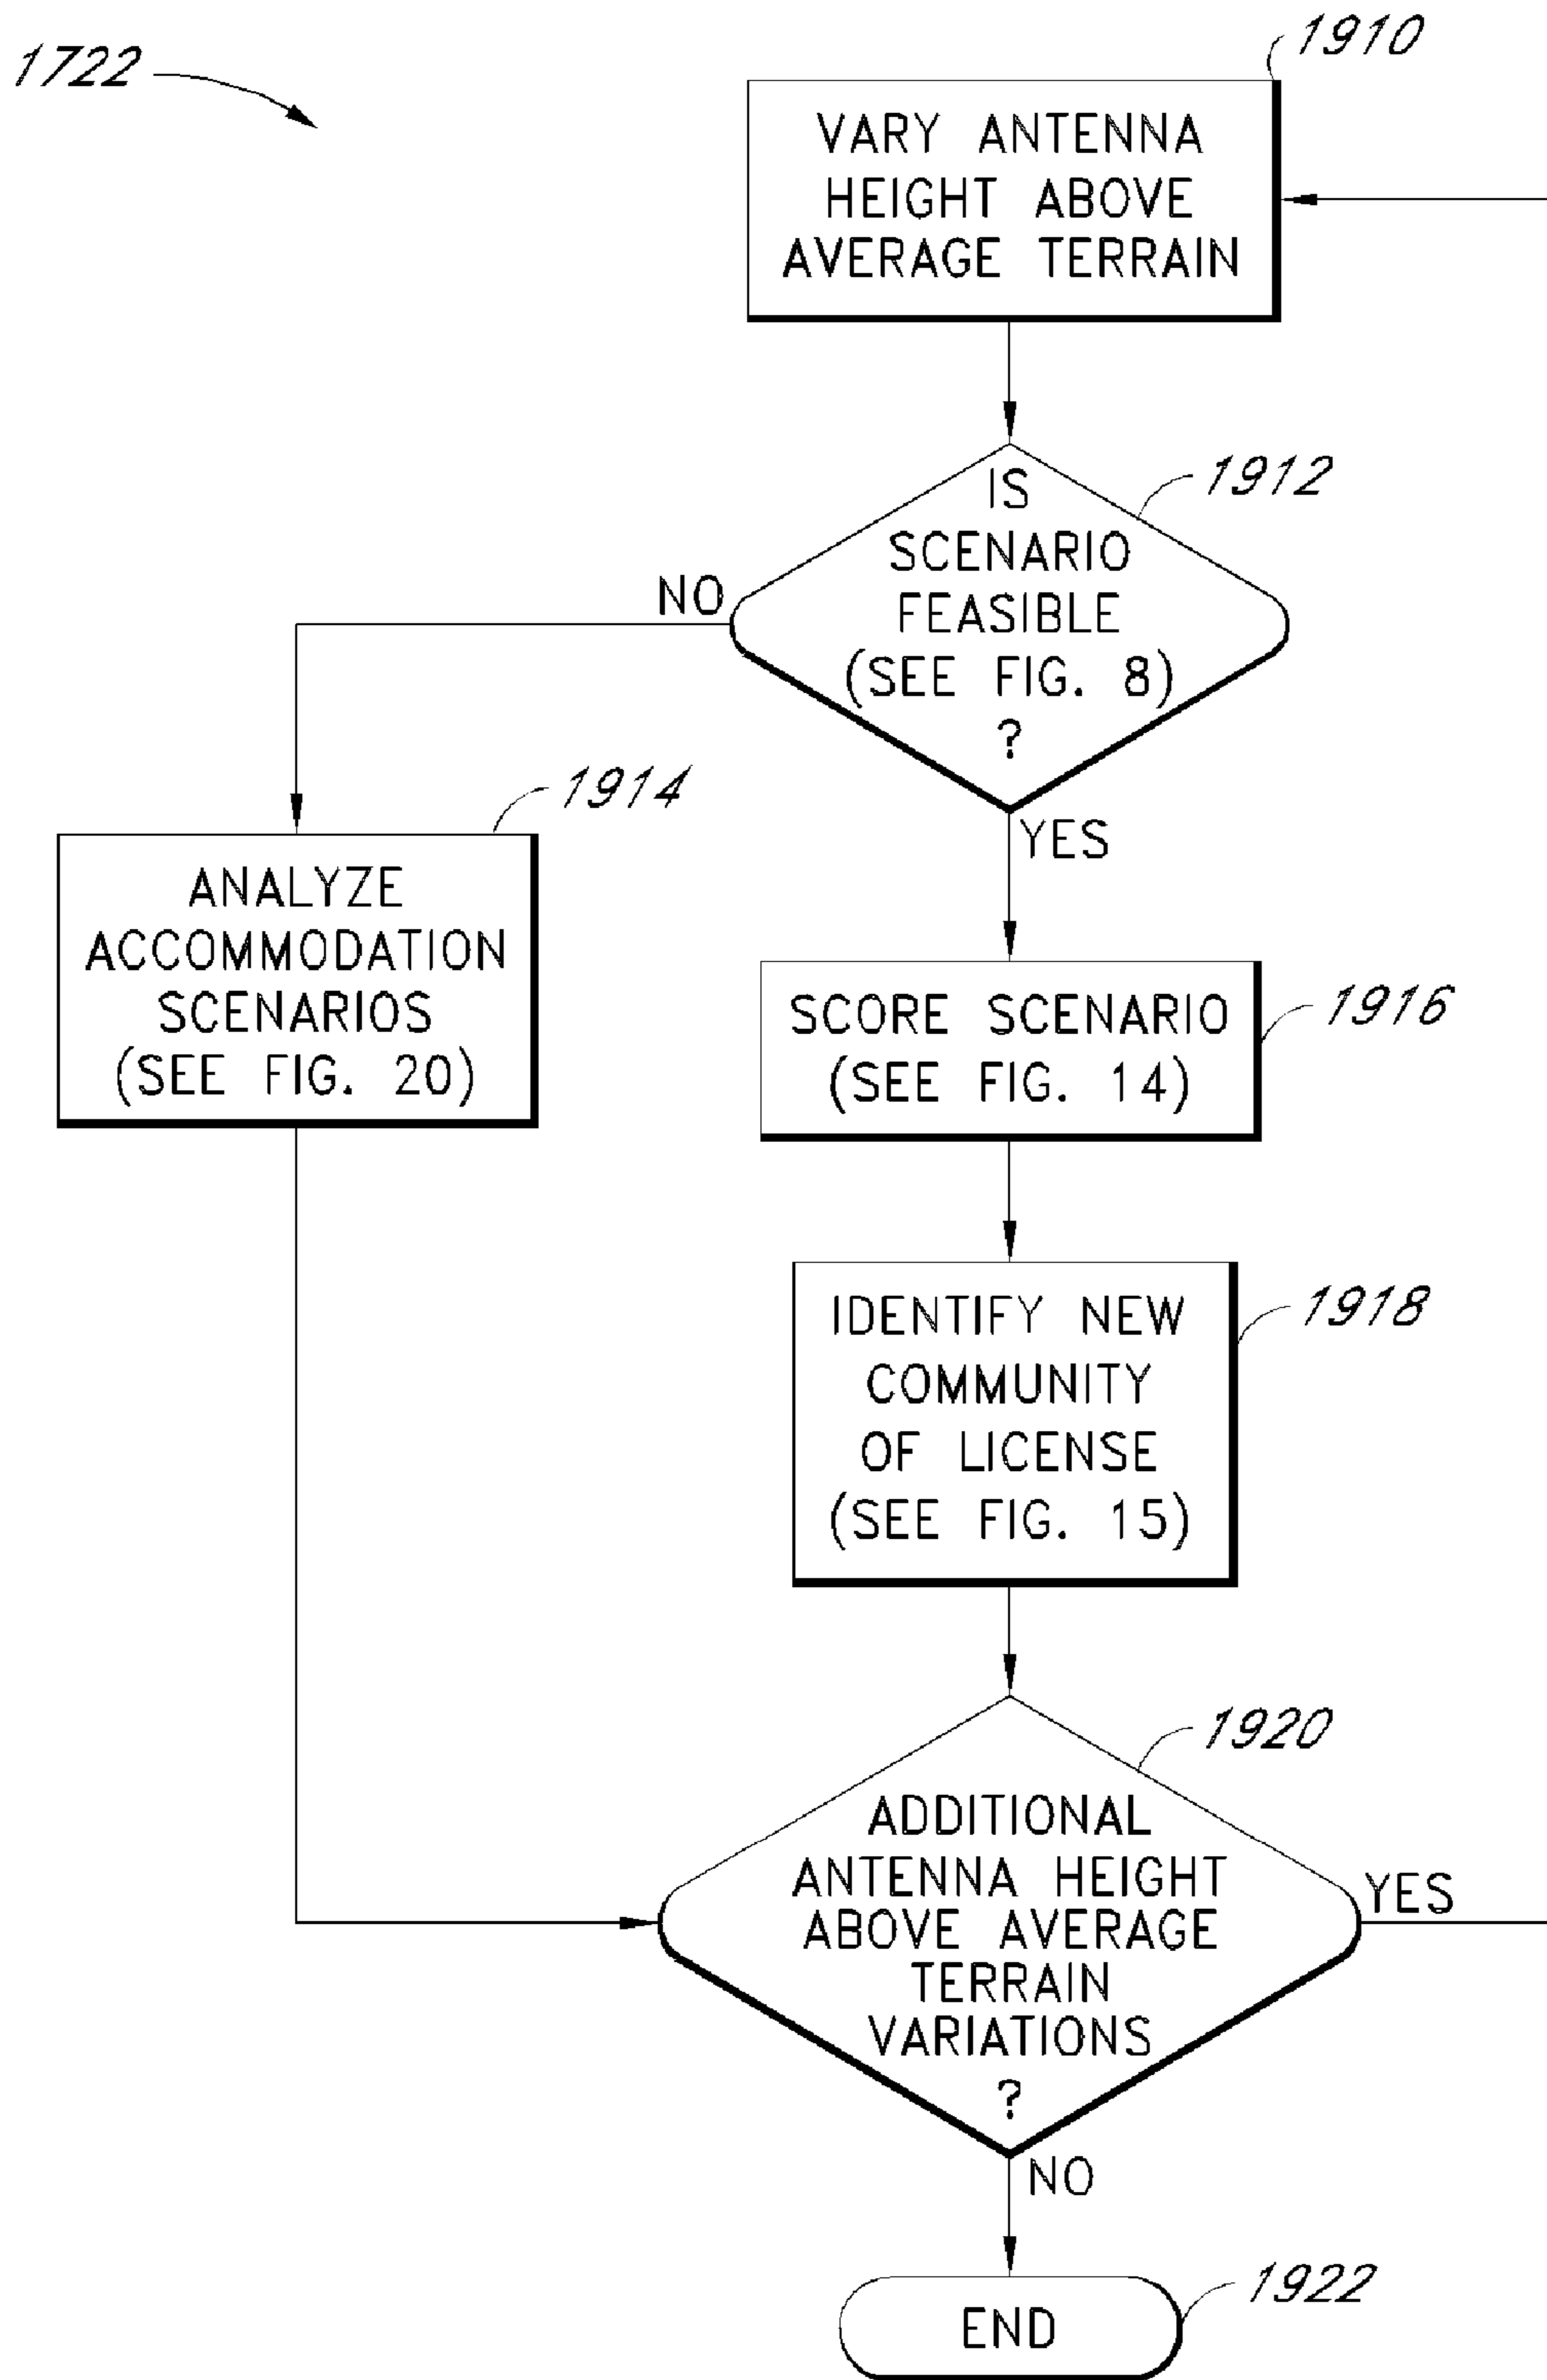 1722
1910
VARY ANTENNA
HEIGHT ABOVE
AVERAGE TERRAIN
1912
IS
SCENARIO
FEASIBLE
(SEE FIG. 8)
?
NO
YES
1914
ANALYZE
ACCOMMODATION
SCENARIOS
(SEE FIG. 20)
1916
SCORE SCENARIO
(SEE FIG. 14)
1918
IDENTIFY NEW
COMMUNITY
OF LICENSE
(SEE FIG. 15)
1920
ADDITIONAL
ANTENNA HEIGHT
ABOVE AVERAGE
TERRAIN
VARIATIONS
?
YES
NO
1922
END